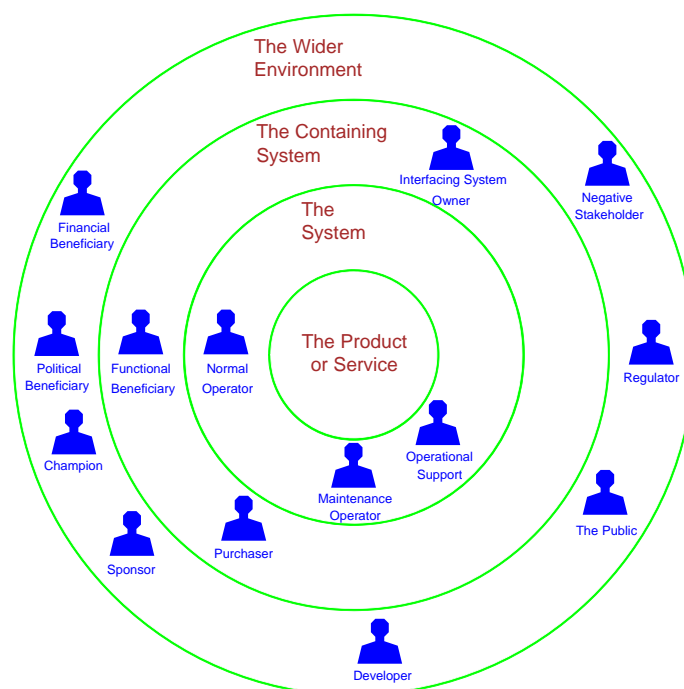 The Wider
Environment
The Containing
System
Interfacing System
Owner
Negative
Stakeholder
The
System
Financial
Beneficiary
The Product
or Service
Political
Beneficiary
Functional
Beneficiary
Normal
Operator
Regulator
Champion
Operational
Support
Maintenance
Operator
The Public
Purchaser
Sponsor
Developer